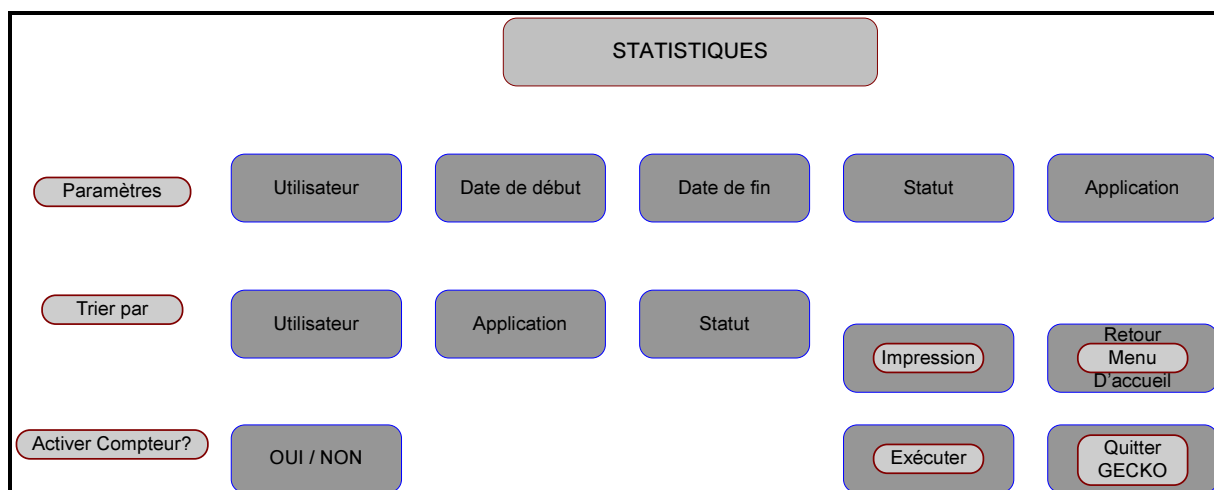 STATISTIQUES
Paramètres
Utilisateur
Date de début
Date de fin
Statut
Application
Trier par
Utilisateur
Application
Statut
Impression
Retour
Menu
D'accueil
Activer Compteur?
OUI / NON
Exécuter
Quitter
GECKO